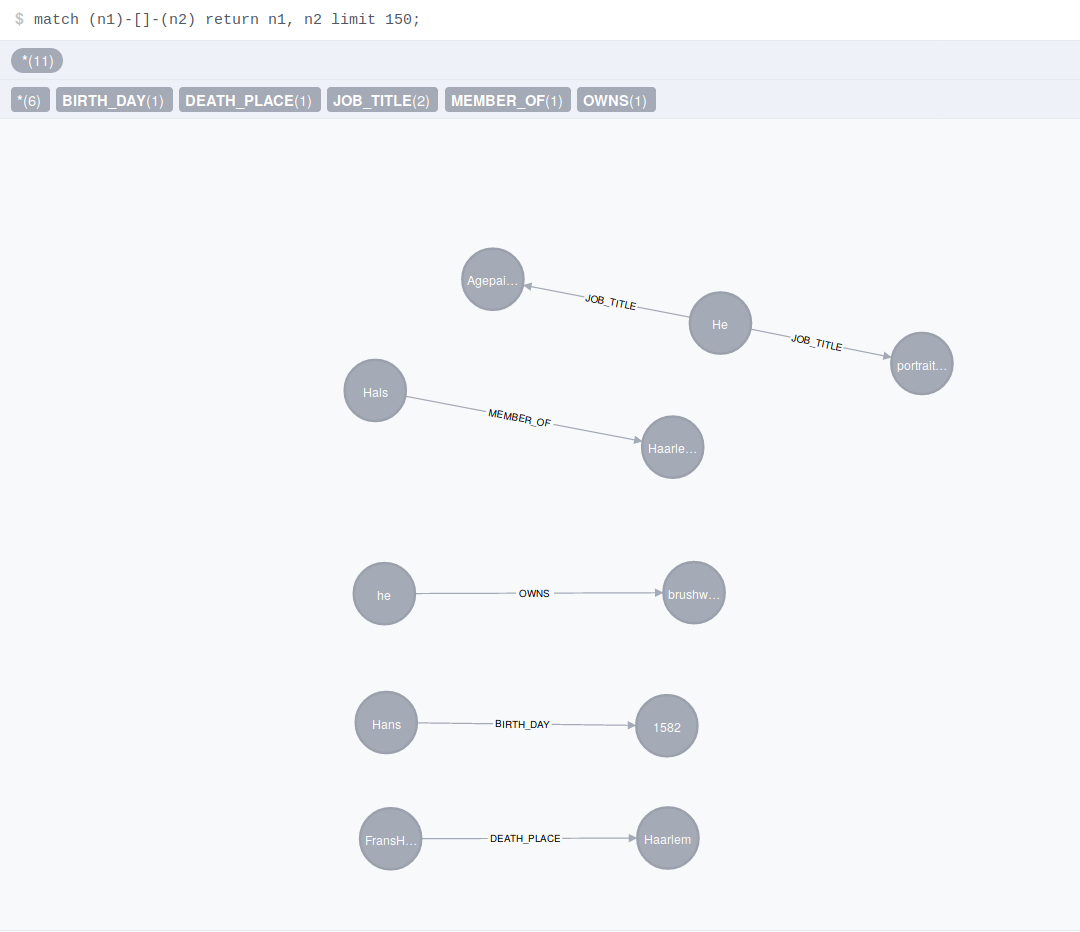 $ match (n1)-[]-(n2) return n1, n2 limit 150;
*(11)
*(6) BIRTH_DAY(1) DEATH_PLACE(1) JOB_TITLE(2) MEMBER_OF(1) OWNS(1)
Agepai...
JOB_TITLE
He
JOB_TITLE
portrait...
Hals
MEMBER_OF
Haarle...
he
OWNS
brushw...
Hans
BIRTH_DAY
1582
FransH...
DEATH_PLACE
Haarlem